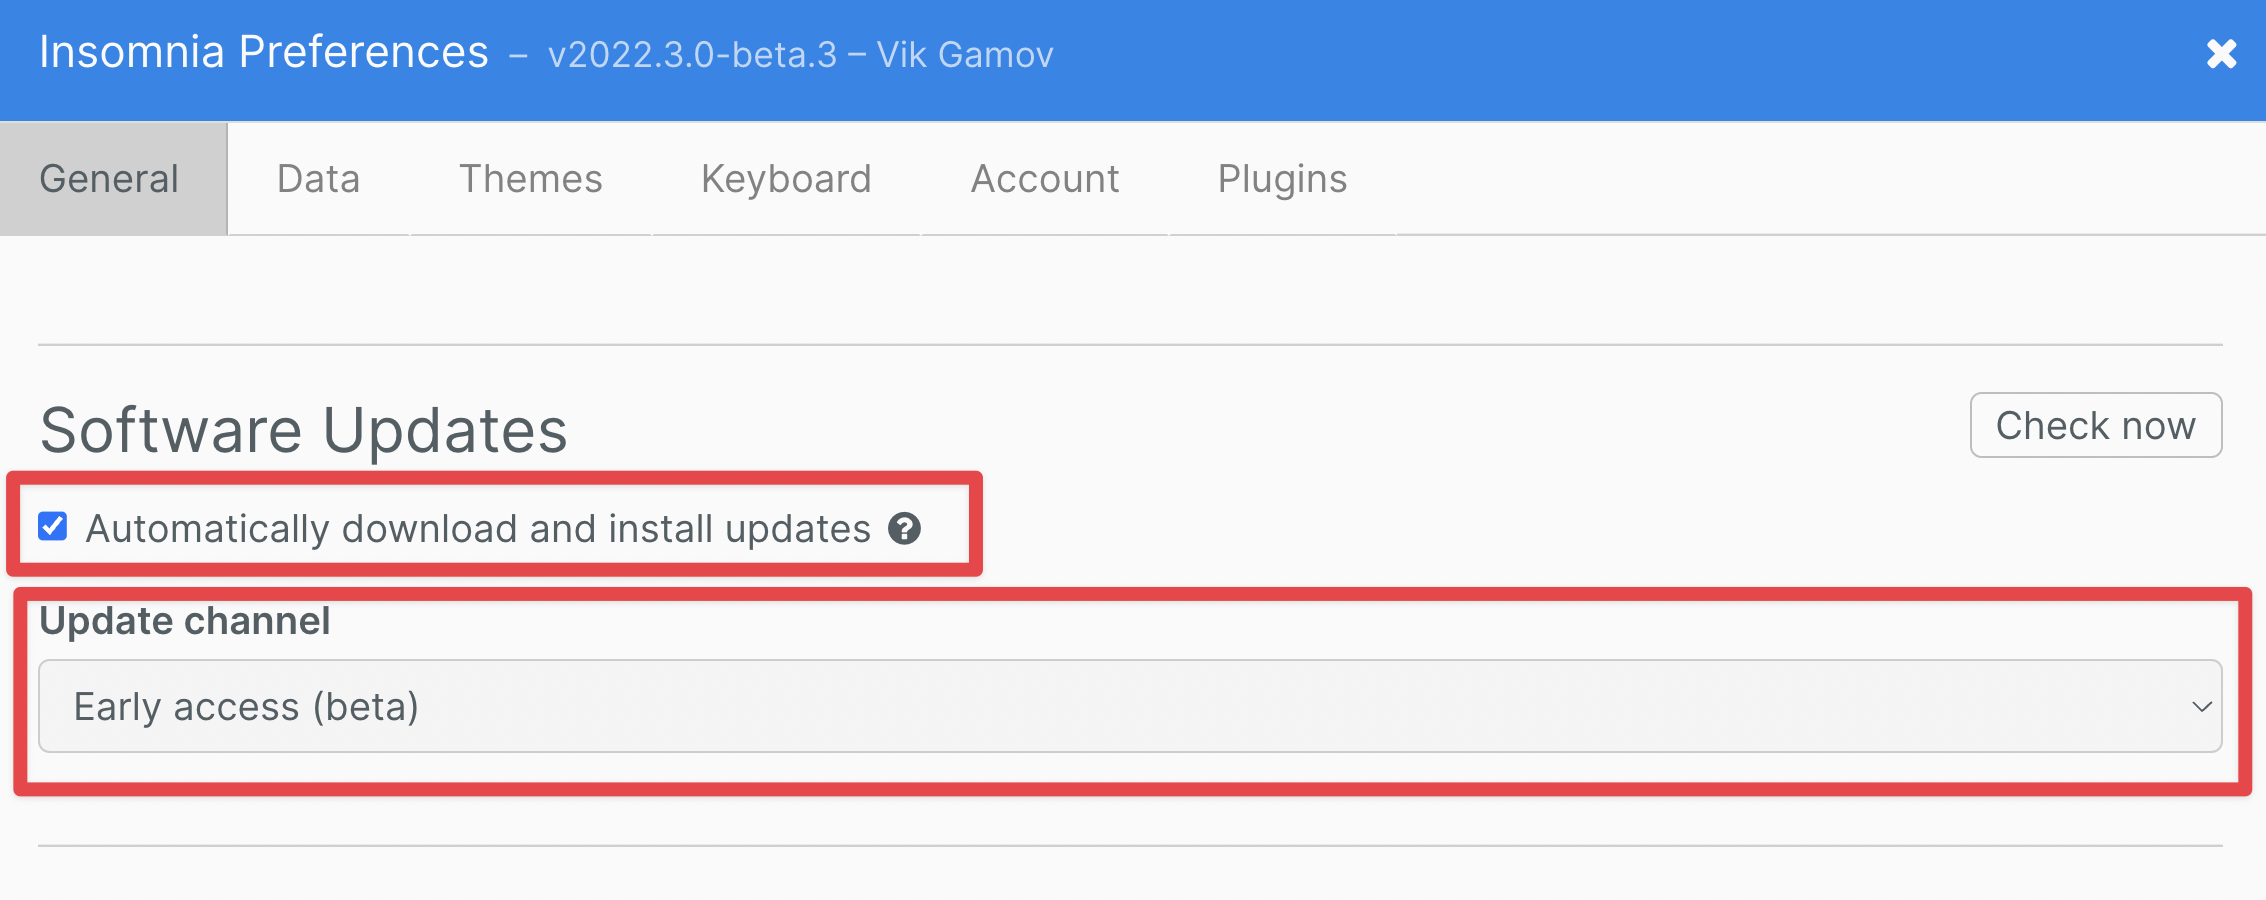 Insomnia Preferences – v2022.3.0-beta.3 – Vik Gamov
General Data Themes Keyboard Account Plugins
Software Updates Check now
Automatically download and install updates ?
Update channel
Early access (beta)